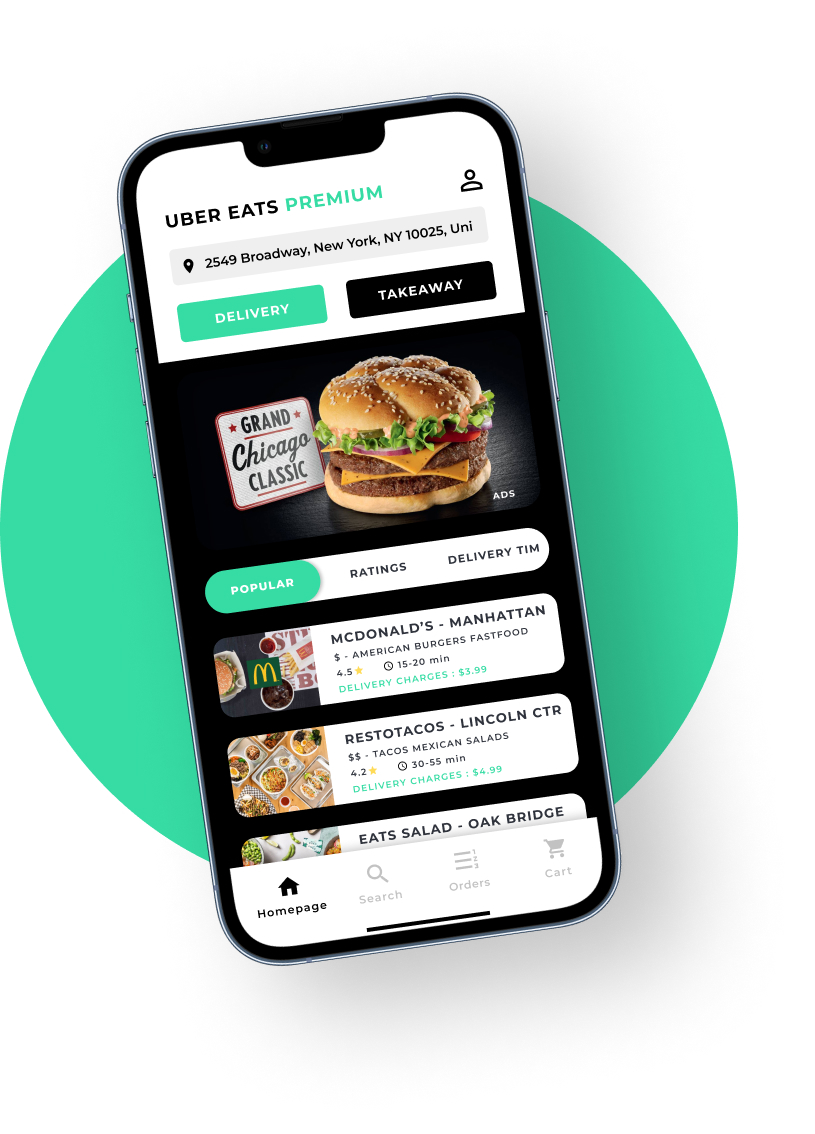 UBER EATS PREMIUM
2549 Broadway, New York, NY 10025, Uni
DELIVERY
TAKEAWAY
GRAND
Chicago
CLASSIC
ADS
POPULAR
RATINGS
DELIVERY TIM
MCDONALD'S - MANHATTAN
$ - AMERICAN BURGERS FASTFOOD
4.5 15-20 min
DELIVERY CHARGES : $3.99
RESTOTACOS - LINCOLN CTR
$$ - TACOS MEXICAN SALADS
4.2 30-55 min
DELIVERY CHARGES : $4.99
EATS SALAD - OAK BRIDGE
Homepage
Search
1
2
3
Orders
Cart